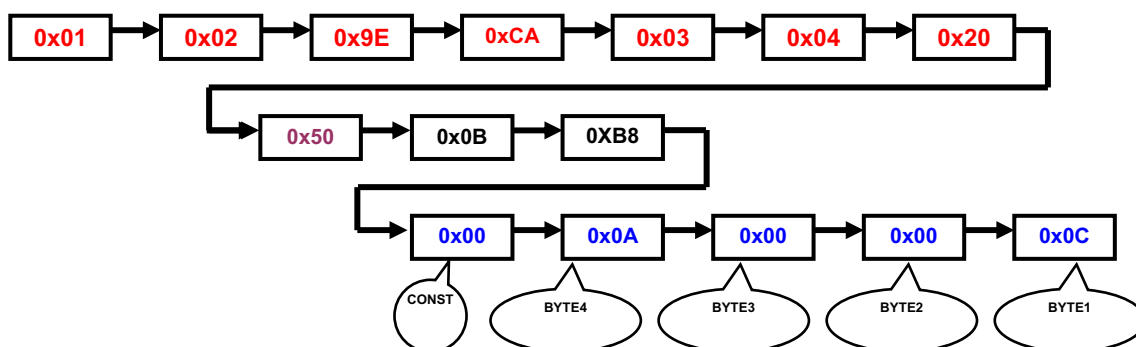 0x01 0x02 0x9E 0xCA 0x03 0x04 0x20
0x50 0x0B 0XB8
0x00 0x0A 0x00 0x00 0x0C
CONST BYTE4 BYTE3 BYTE2 BYTE1